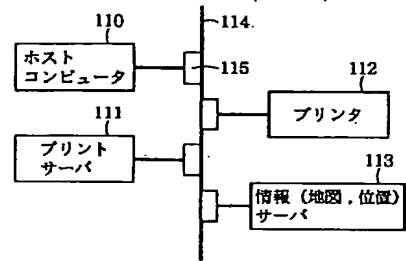 110
114
ホスト
コンピュータ
115
112
プリンタ
111
プリント
サーバ
113
情報(地図,位置)
サーバ